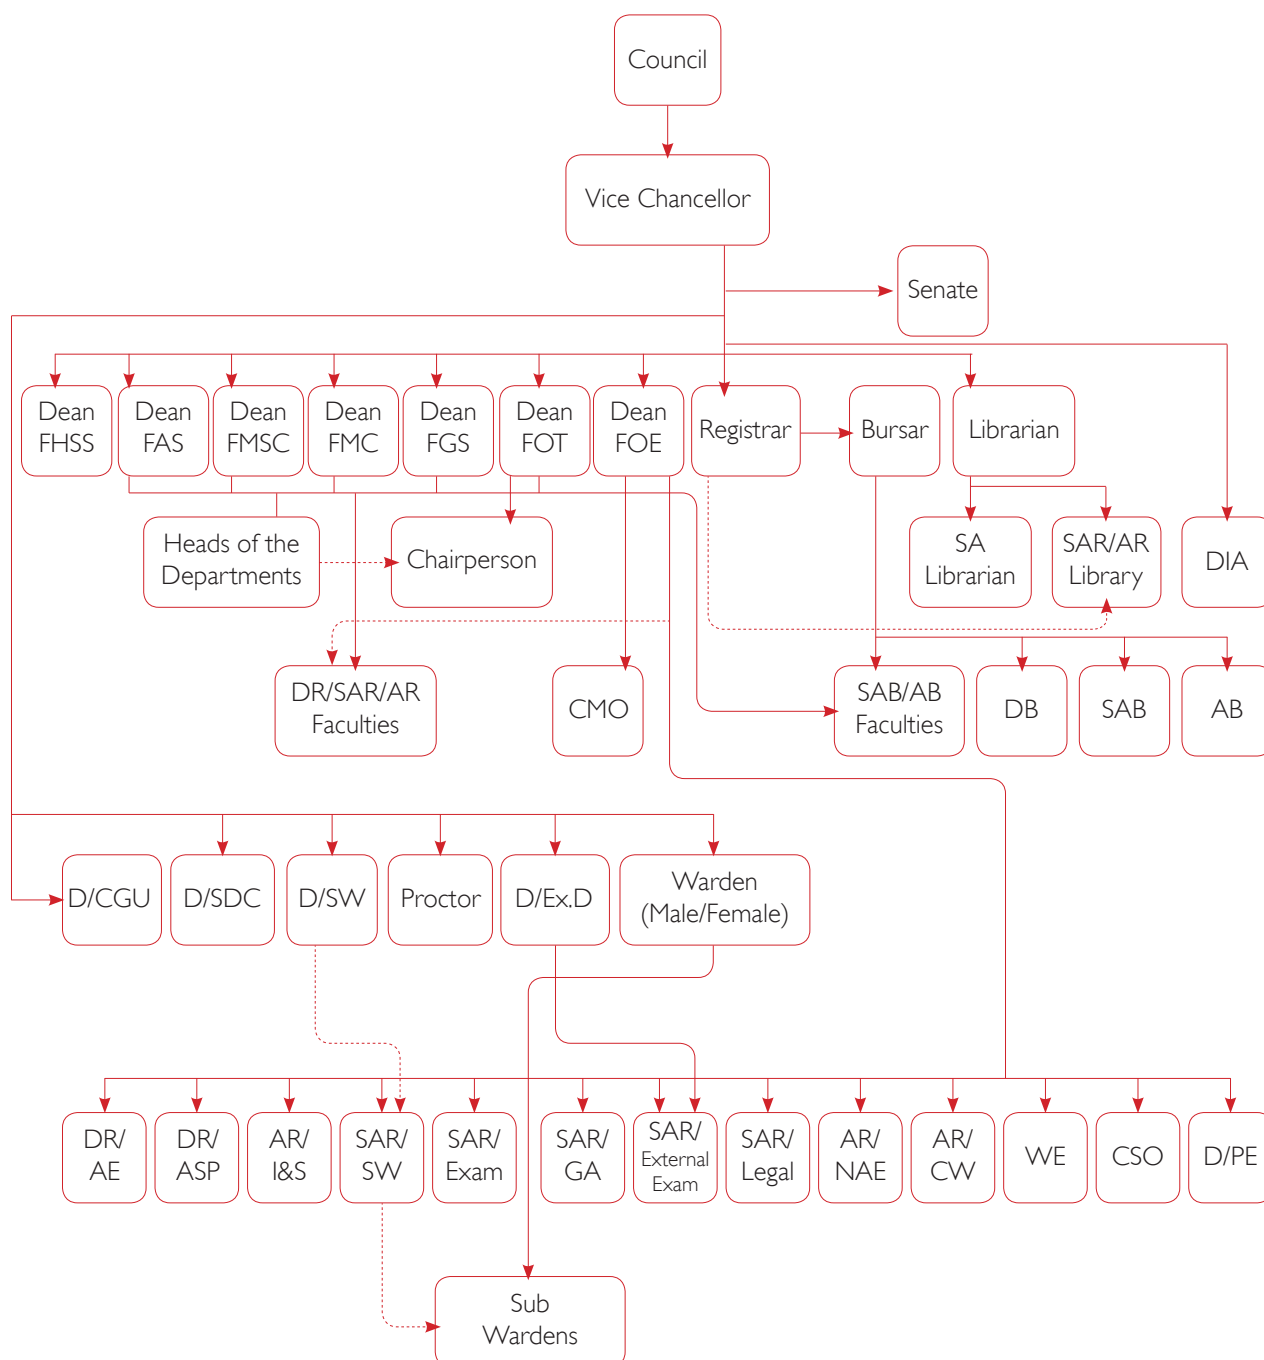 Council
Vice Chancellor
Senate
Dean
FHSS
Dean
FAS
Dean
FMSC
Dean
FMC
Dean
FGS
Dean
FOT
Dean
FOE
Registrar
Bursar
Librarian
Heads of the
Departments
Chairperson
SA
Librarian
SAR/AR
Library
DIA
DR/SAR/AR
Faculties
CMO
SAB/AB
Faculties
DB
SAB
AB
D/CGU
D/SDC
D/SW
Proctor
D/Ex.D
Warden
(Male/Female)
DR/
AE
DR/
ASP
AR/
I&S
SAR/
SW
SAR/
Exam
SAR/
GA
SAR/
External
Exam
SAR/
Legal
AR/
NAE
AR/
CW
WE
CSO
D/PE
Sub
Wardens